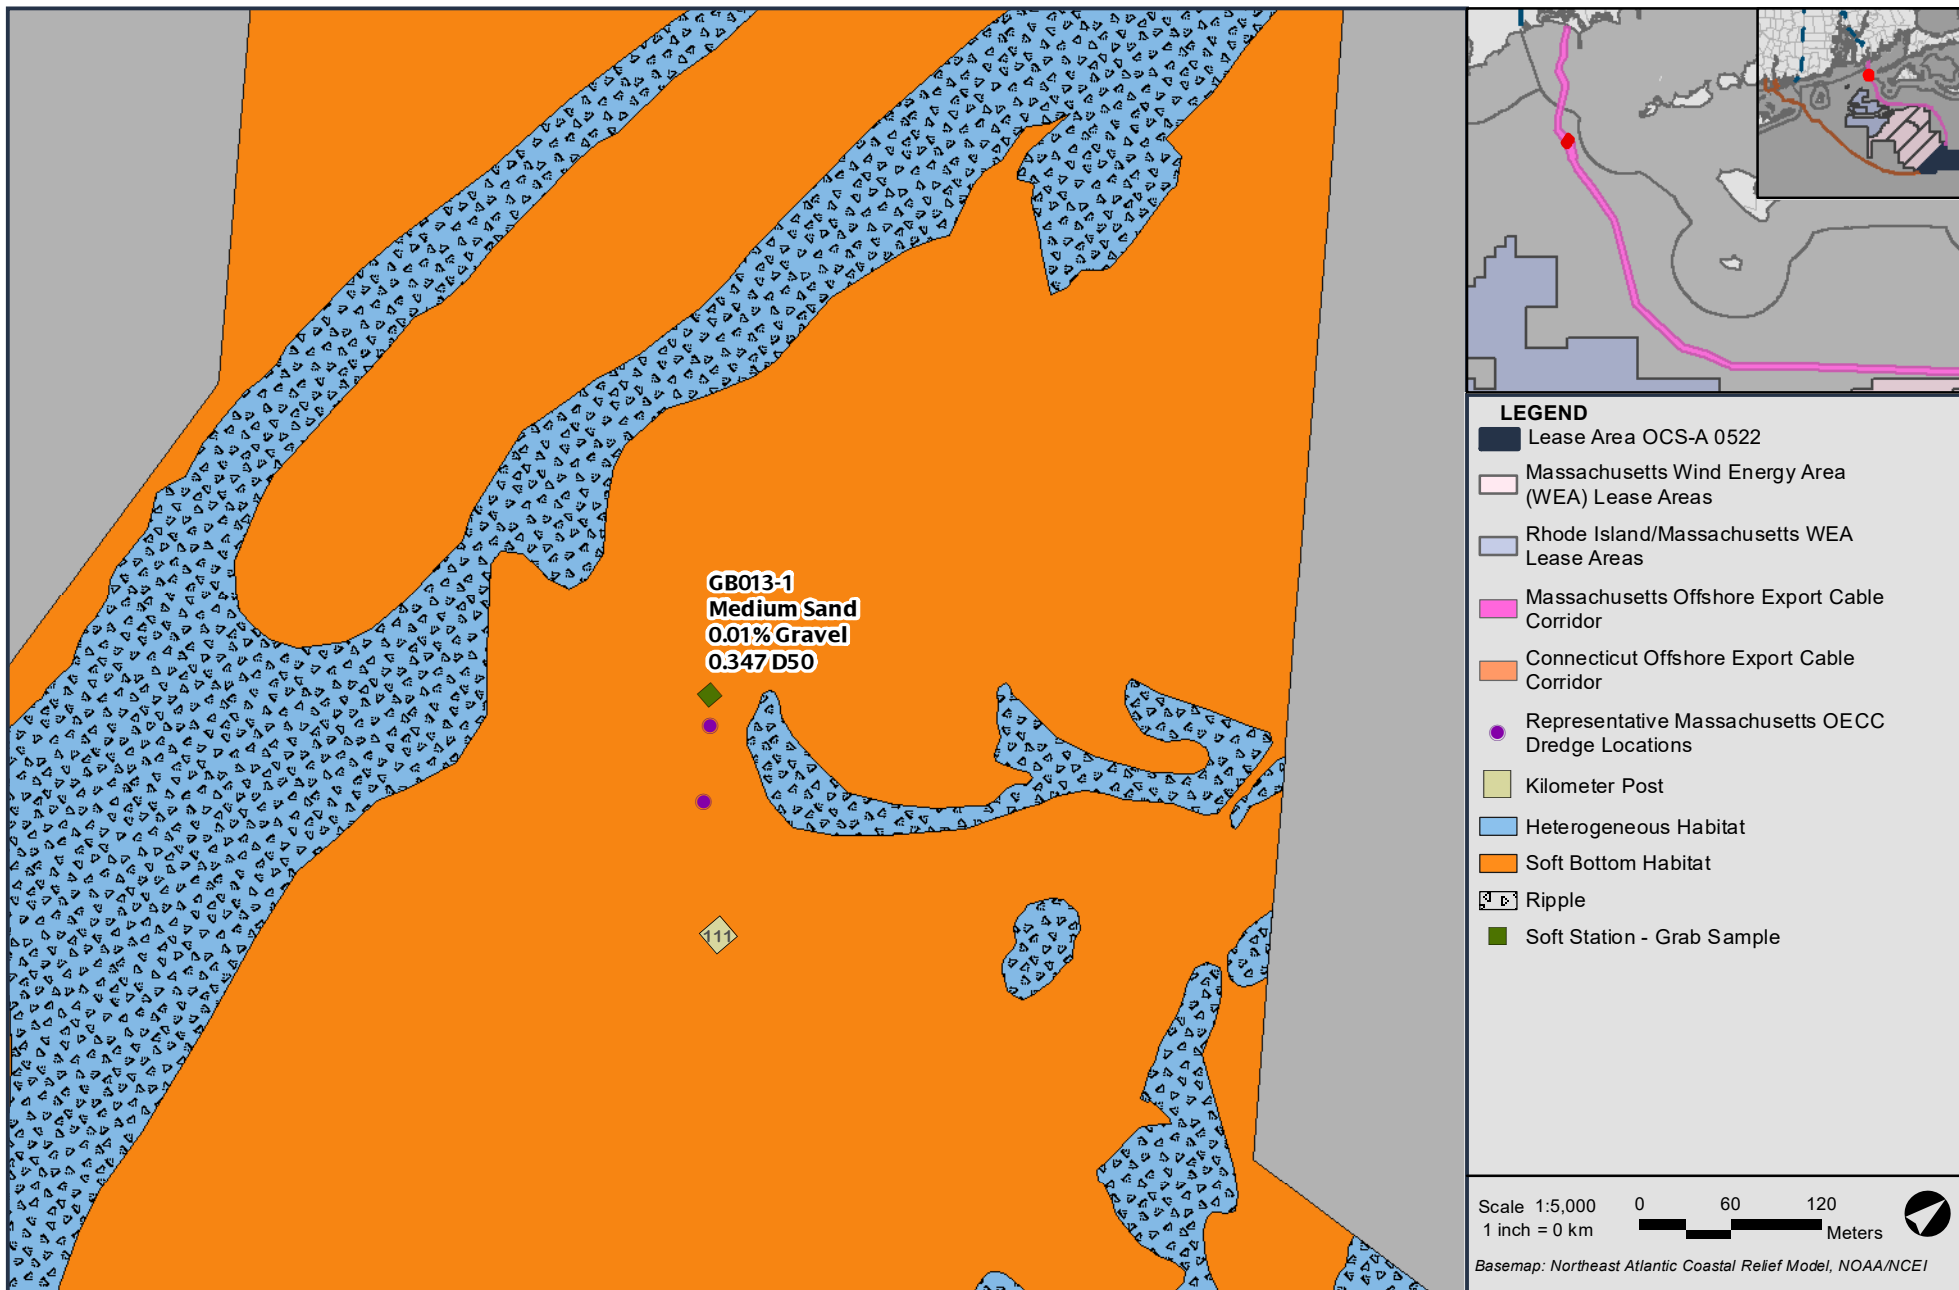 GB013-1
Medium Sand
0.01% Gravel
0.347 D50
111
LEGEND
Lease Area OCS-A 0522
Massachusetts Wind Energy Area
(WEA) Lease Areas
Rhode Island/Massachusetts WEA
Lease Areas
Massachusetts Offshore Export Cable
Corridor
Connecticut Offshore Export Cable
Corridor
Representative Massachusetts OECC
Dredge Locations
Kilometer Post
Heterogeneous Habitat
Soft Bottom Habitat
Ripple
Soft Station - Grab Sample
Scale 1:5,000
1 inch = 0 km
0 60 120
Meters
Basemap: Northeast Atlantic Coastal Relief Model, NOAA/NCEI